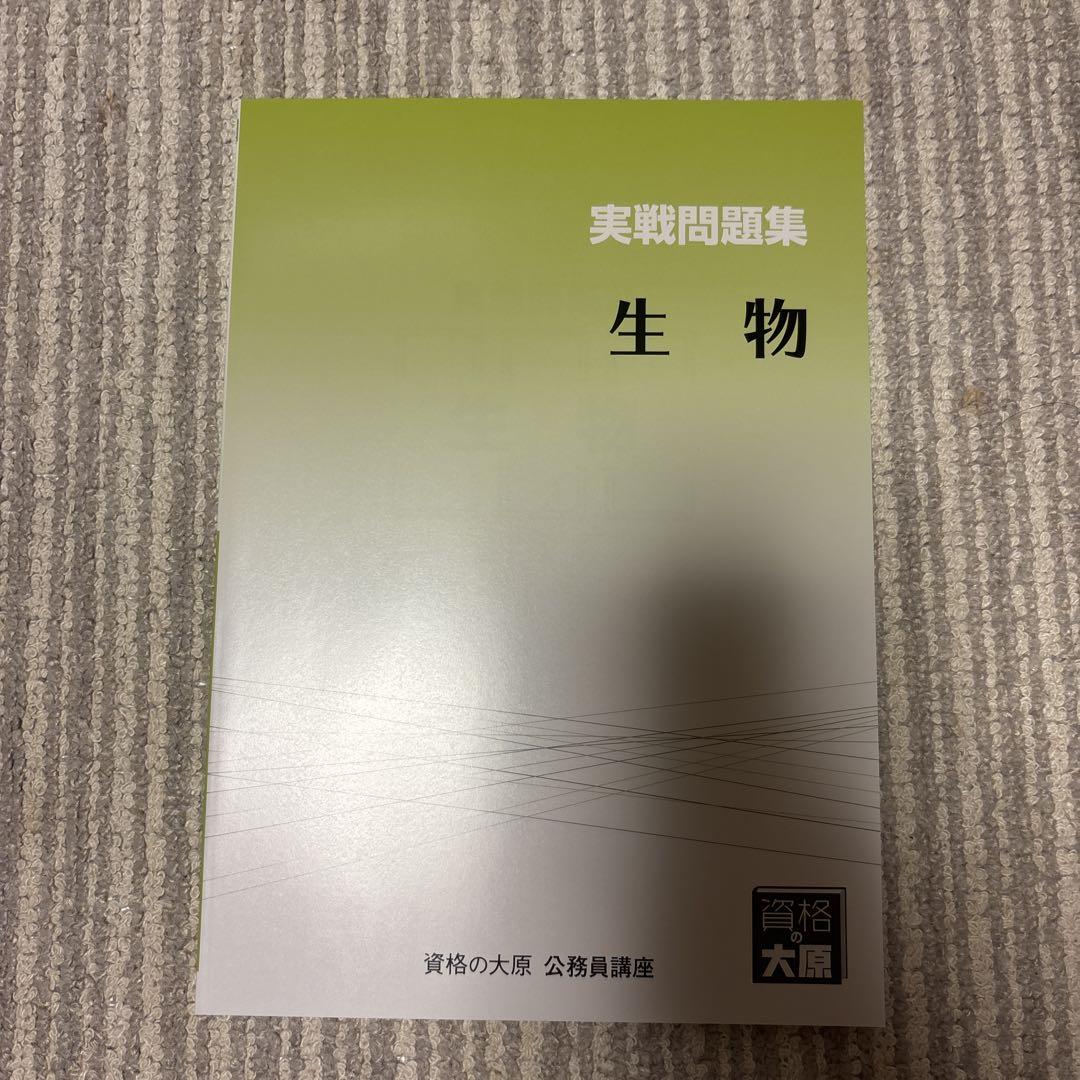 実戦問題集
生 物
資格の大原 公務員講座
資格
の
大原